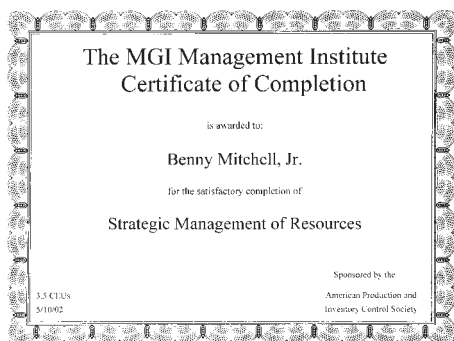 The MGI Management Institute
Certificate of Completion
is awarded to:
Benny Mitchell, Jr.
for the satisfactory completion of
Strategic Management of Resources
Sponsored by the
3.5 CEUs
American Production and
5/10/02
Inventory Control Society